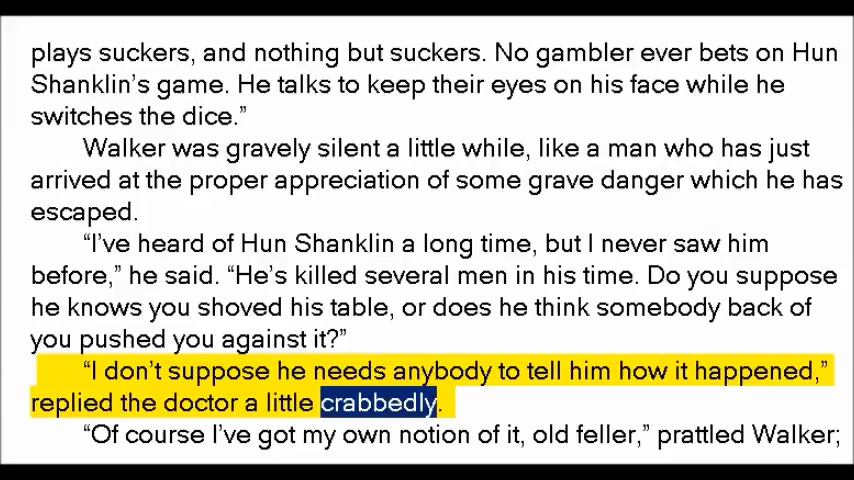 plays suckers, and nothing but suckers. No gambler ever bets on Hun
Shanklin’s game. He talks to keep their eyes on his face while he
switches the dice.”
Walker was gravely silent a little while, like a man who has just
arrived at the proper appreciation of some grave danger which he has
escaped.
“I’ve heard of Hun Shanklin a long time, but I never saw him
before,” he said. “He’s killed several men in his time. Do you suppose
he knows you shoved his table, or does he think somebody back of
you pushed you against it?”
“I don’t suppose he needs anybody to tell him how it happened,”
replied the doctor a little crabbedly.
“Of course I’ve got my own notion of it, old feller,” prattled Walker;